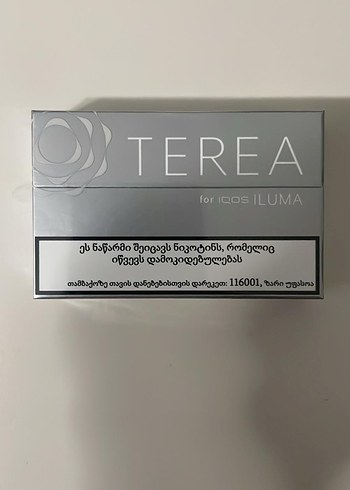 TEREA
for IQOS ILUMA
ეს ნაწარმი შეიცავს ნიკოტინს, რომელიც
იწვევს დამოკიდებულებას
თამბაქოზე თავის დანებებისთვის დარეკეთ: 116001, ზარი უფასოა